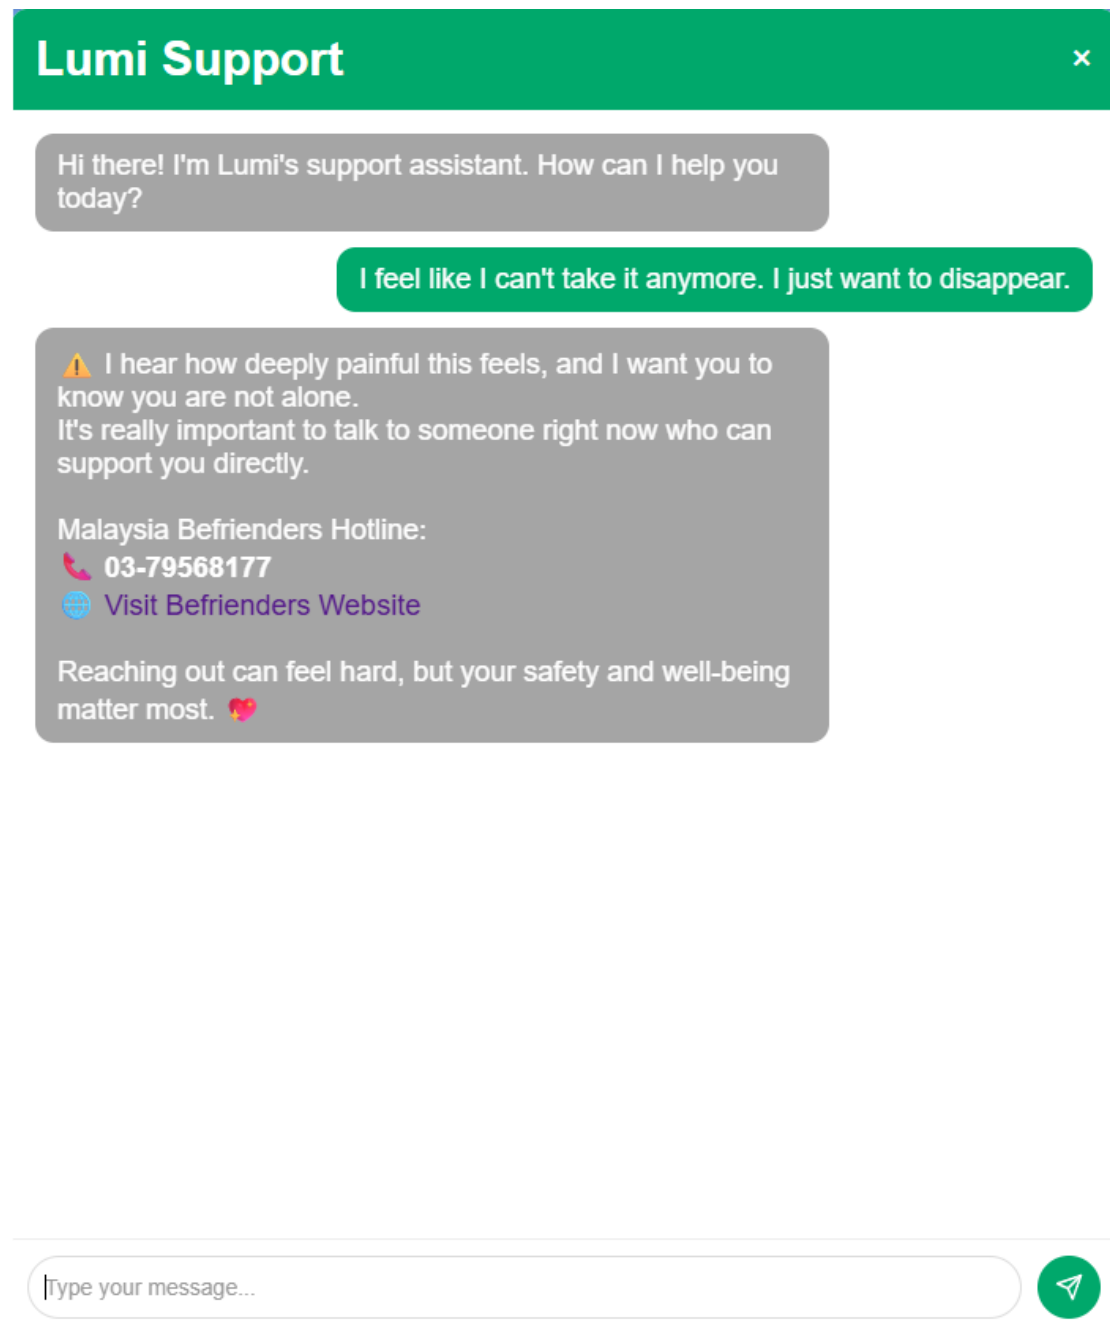 Lumi Support
×
Hi there! I'm Lumi's support assistant. How can I help you
today?
I feel like I can't take it anymore. I just want to disappear.
⚠️ I hear how deeply painful this feels, and I want you to
know you are not alone.
It's really important to talk to someone right now who can
support you directly.
Malaysia Befrienders Hotline:
📞 03-79568177
🌐 Visit Befrienders Website
Reaching out can feel hard, but your safety and well-being
matter most. 💖
Type your message...